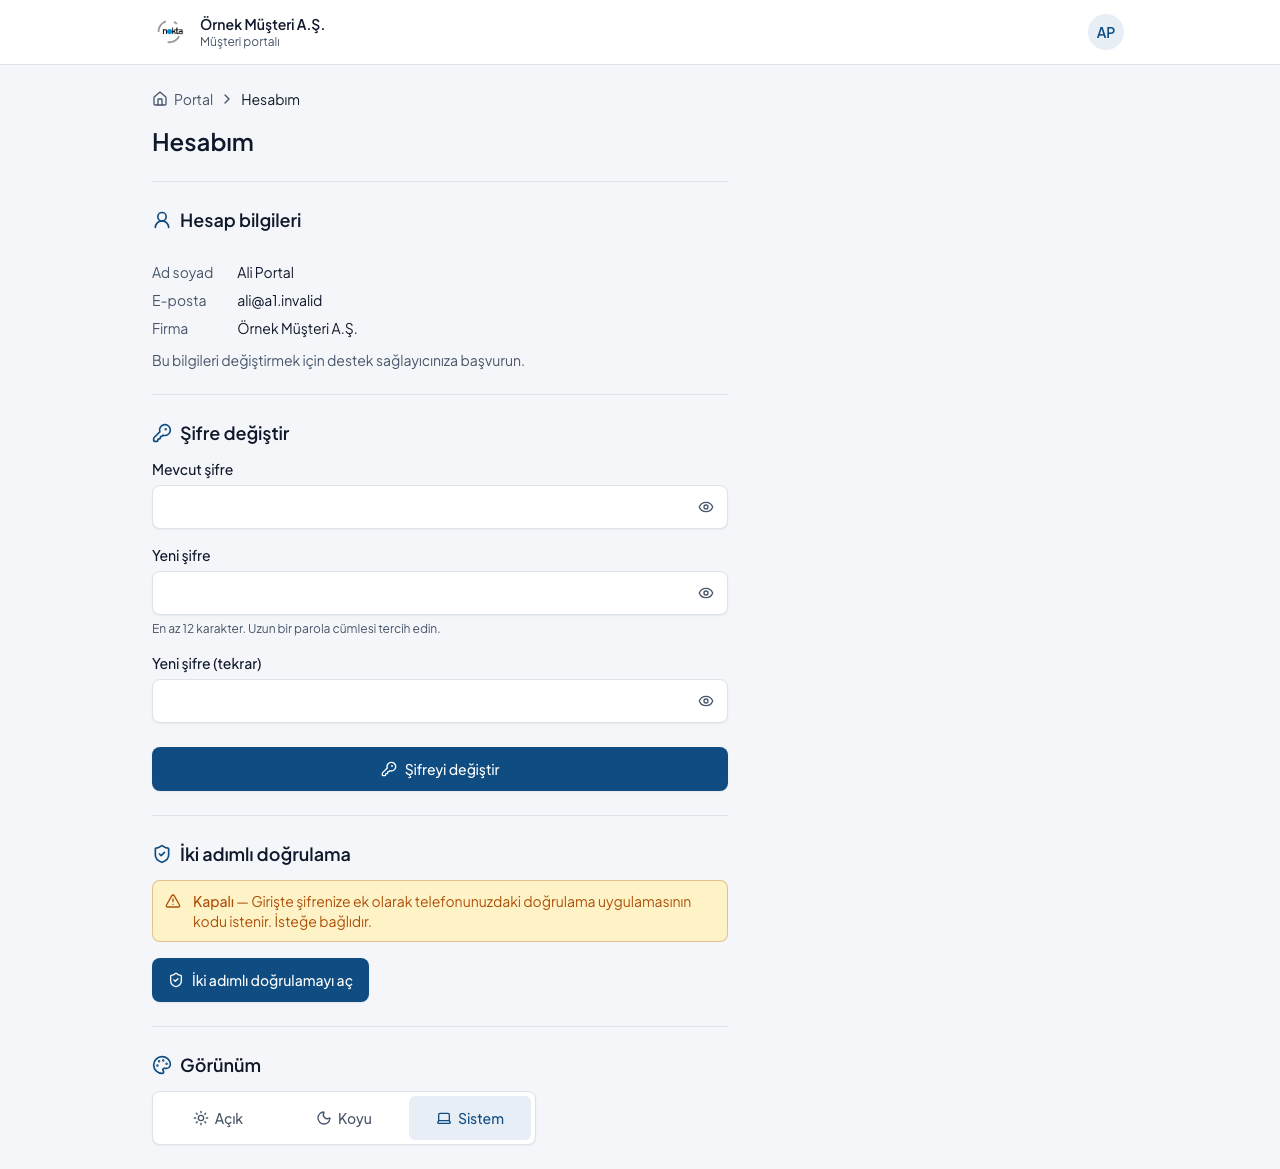 nokta
Örnek Müşteri A.Ş.
Müşteri portalı
AP
Portal > Hesabım
Hesabım
Hesap bilgileri
Ad soyad Ali Portal
E-posta ali@a1.invalid
Firma Örnek Müşteri A.Ş.
Bu bilgileri değiştirmek için destek sağlayıcınıza başvurun.
Şifre değiştir
Mevcut şifre
Yeni şifre
En az 12 karakter. Uzun bir parola cümlesi tercih edin.
Yeni şifre (tekrar)
Şifreyi değiştir
İki adımlı doğrulama
Kapalı — Girişte şifrenize ek olarak telefonunuzdaki doğrulama uygulamasının
kodu istenir. İsteğe bağlıdır.
İki adımlı doğrulamayı aç
Görünüm
Açık Koyu Sistem